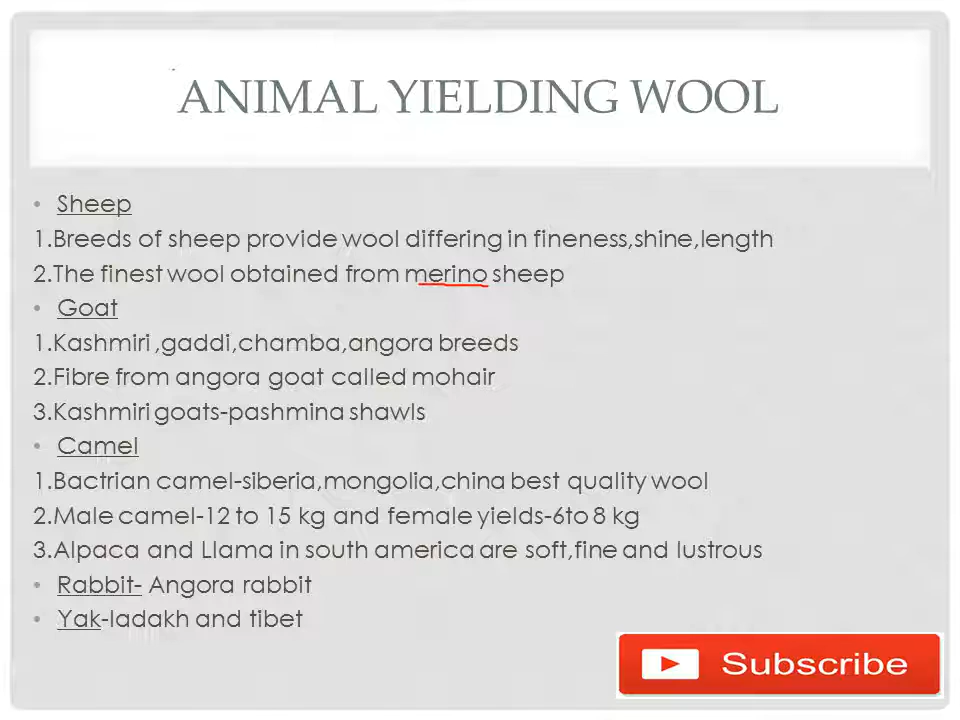 ANIMAL YIELDING WOOL
• Sheep
1.Breeds of sheep provide wool differing in fineness,shine,length
2.The finest wool obtained from merino sheep
• Goat
1.Kashmiri ,gaddi,chamba,angora breeds
2.Fibre from angora goat called mohair
3.Kashmiri goats-pashmina shawls
• Camel
1.Bactrian camel-siberia,mongolia,china best quality wool
2.Male camel-12 to 15 kg and female yields-6to 8 kg
3.Alpaca and Llama in south america are soft,fine and lustrous
• Rabbit- Angora rabbit
• Yak-ladakh and tibet
Subscribe